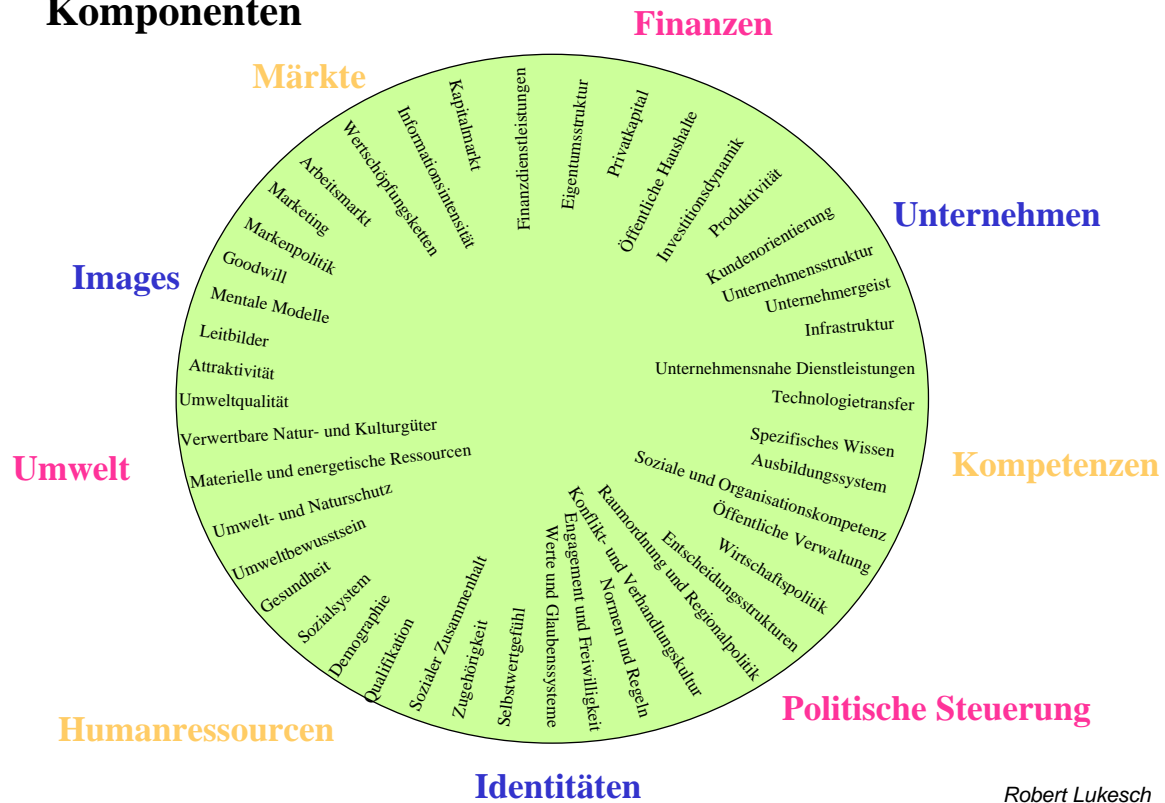 Komponenten
Finanzen
Märkte
Unternehmen
Images
Umwelt
Kompetenzen
Humanressourcen
Politische Steuerung
Identitäten
Kapitalmarkt
Finanzdienstleistungen
Eigentumsstruktur
Privatkapital
Öffentliche Haushalte
Investitionsdynamik
Produktivität
Kundenorientierung
Unternehmensstruktur
Unternehmergeist
Infrastruktur
Unternehmensnahe Dienstleistungen
Technologietransfer
Spezifisches Wissen
Ausbildungssystem
Soziale und Organisationskompetenz
Öffentliche Verwaltung
Wirtschaftspolitik
Entscheidungsstrukturen
Raumordnung und Regionalpolitik
Konflikt- und Verhandlungskultur
Normen und Regeln
Engagement und Freiwilligkeit
Werte und Glaubenssysteme
Selbstwertgefühl
Zugehörigkeit
Sozialer Zusammenhalt
Qualifikation
Demographie
Sozialsystem
Gesundheit
Umweltbewusstsein
Umwelt- und Naturschutz
Materielle und energetische Ressourcen
Verwertbare Natur- und Kulturgüter
Umweltqualität
Attraktivität
Leitbilder
Mentale Modelle
Goodwill
Markenpolitik
Marketing
Arbeitsmarkt
Wertschöpfungsketten
Informationsintensität
Robert Lukesch